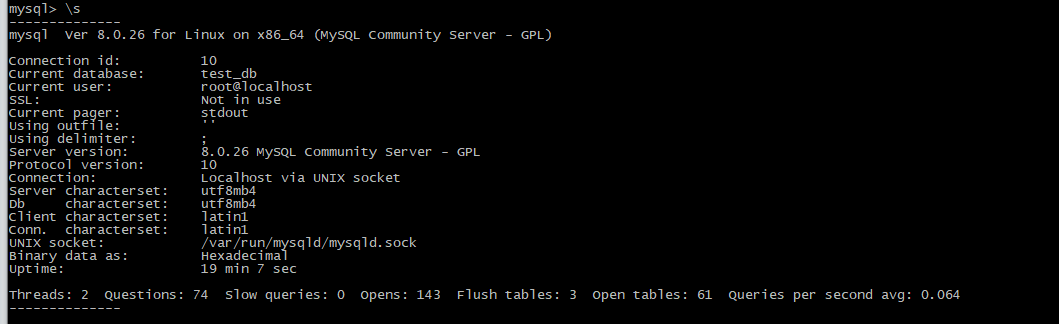 mysql> \s
--------------
mysql  Ver 8.0.26 for Linux on x86_64 (MySQL Community Server - GPL)

Connection id:          10
Current database:       test_db
Current user:           root@localhost
SSL:                    Not in use
Current pager:          stdout
Using outfile:          ''
Using delimiter:        ;
Server version:         8.0.26 MySQL Community Server - GPL
Protocol version:       10
Connection:             Localhost via UNIX socket
Server characterset:    utf8mb4
Db     characterset:    utf8mb4
Client characterset:    latin1
Conn.  characterset:    latin1
UNIX socket:            /var/run/mysqld/mysqld.sock
Binary data as:         Hexadecimal
Uptime:                 19 min 7 sec

Threads: 2  Questions: 74  Slow queries: 0  Opens: 143  Flush tables: 3  Open tables: 61  Queries per second avg: 0.064
--------------